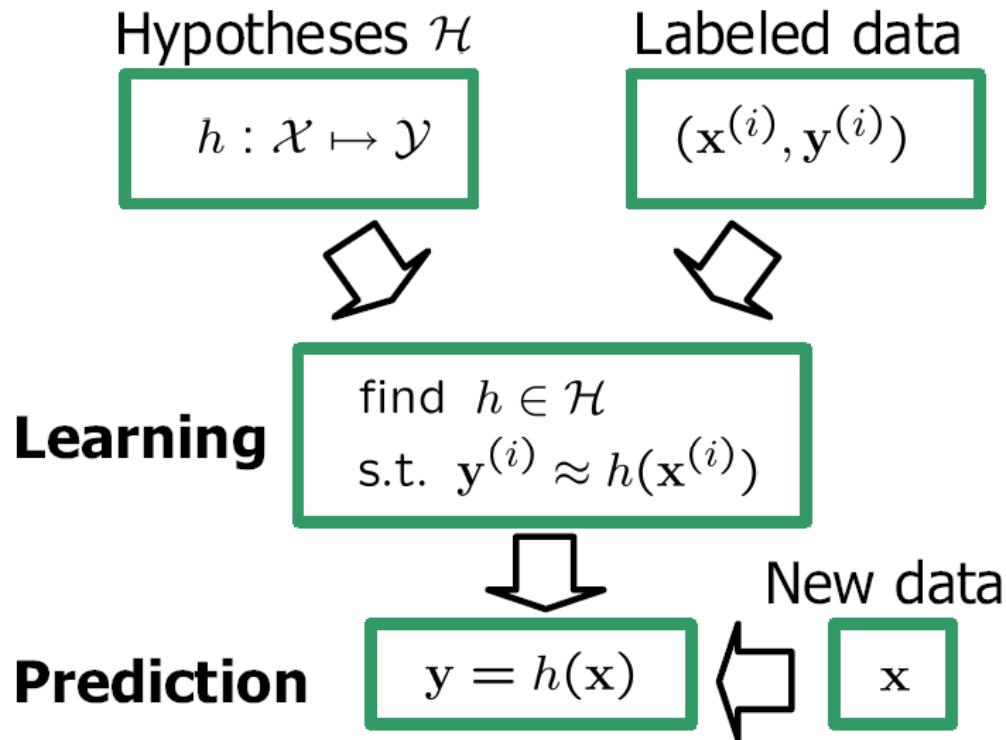 Hypotheses ℋ
Labeled data
h : 𝒳 ↦ 𝒴
(𝐱⁽ⁱ⁾, 𝐲⁽ⁱ⁾)
find h ∈ ℋ
Learning
s.t. 𝐲⁽ⁱ⁾ ≈ h(𝐱⁽ⁱ⁾)
New data
Prediction
𝐲 = h(𝐱)
𝐱